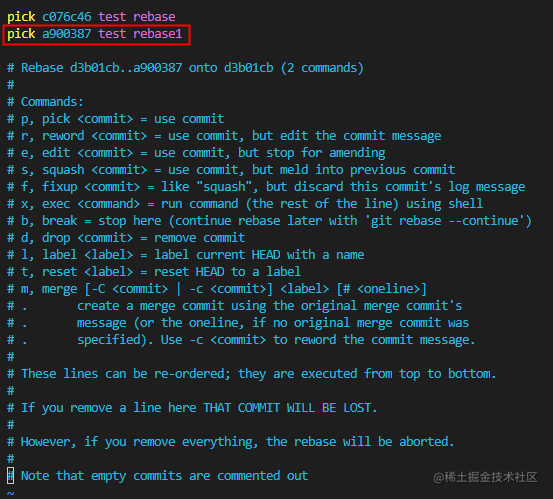 pick c076c46 test rebase
pick a900387 test rebase1
# Rebase d3b01cb..a900387 onto d3b01cb (2 commands)
#
# Commands:
# p, pick <commit> = use commit
# r, reword <commit> = use commit, but edit the commit message
# e, edit <commit> = use commit, but stop for amending
# s, squash <commit> = use commit, but meld into previous commit
# f, fixup <commit> = like "squash", but discard this commit's log message
# x, exec <command> = run command (the rest of the line) using shell
# b, break = stop here (continue rebase later with 'git rebase --continue')
# d, drop <commit> = remove commit
# l, label <label> = label current HEAD with a name
# t, reset <label> = reset HEAD to a label
# m, merge [-C <commit> | -c <commit>] <label> [# <oneline>]
# .       create a merge commit using the original merge commit's
# .       message (or the oneline, if no original merge commit was
# .       specified). Use -c <commit> to reword the commit message.
#
# These lines can be re-ordered; they are executed from top to bottom.
#
# If you remove a line here THAT COMMIT WILL BE LOST.
#
# However, if you remove everything, the rebase will be aborted.
#
# Note that empty commits are commented out
~
@稀土掘金技术社区